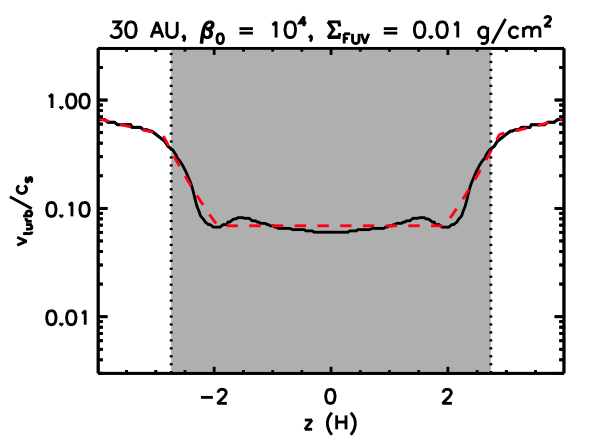 30 AU, β₀ = 10⁴, Σ_FUV = 0.01 g/cm²
v_turb/c_s
1.00
0.10
0.01
−2 0 2
z (H)